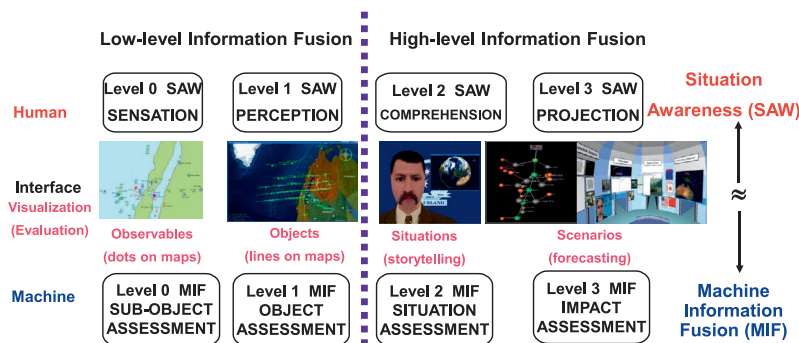 Low-level Information Fusion
High-level Information Fusion
Human
Level 0 SAW
SENSATION
Level 1 SAW
PERCEPTION
Level 2 SAW
COMPREHENSION
Level 3 SAW
PROJECTION
Situation
Awareness (SAW)
Interface
Visualization
(Evaluation)
Observables
(dots on maps)
Objects
(lines on maps)
Situations
(storytelling)
Scenarios
(forecasting)
≈
Machine
Level 0 MIF
SUB-OBJECT
ASSESSMENT
Level 1 MIF
OBJECT
ASSESSMENT
Level 2 MIF
SITUATION
ASSESSMENT
Level 3 MIF
IMPACT
ASSESSMENT
Machine
Information
Fusion (MIF)